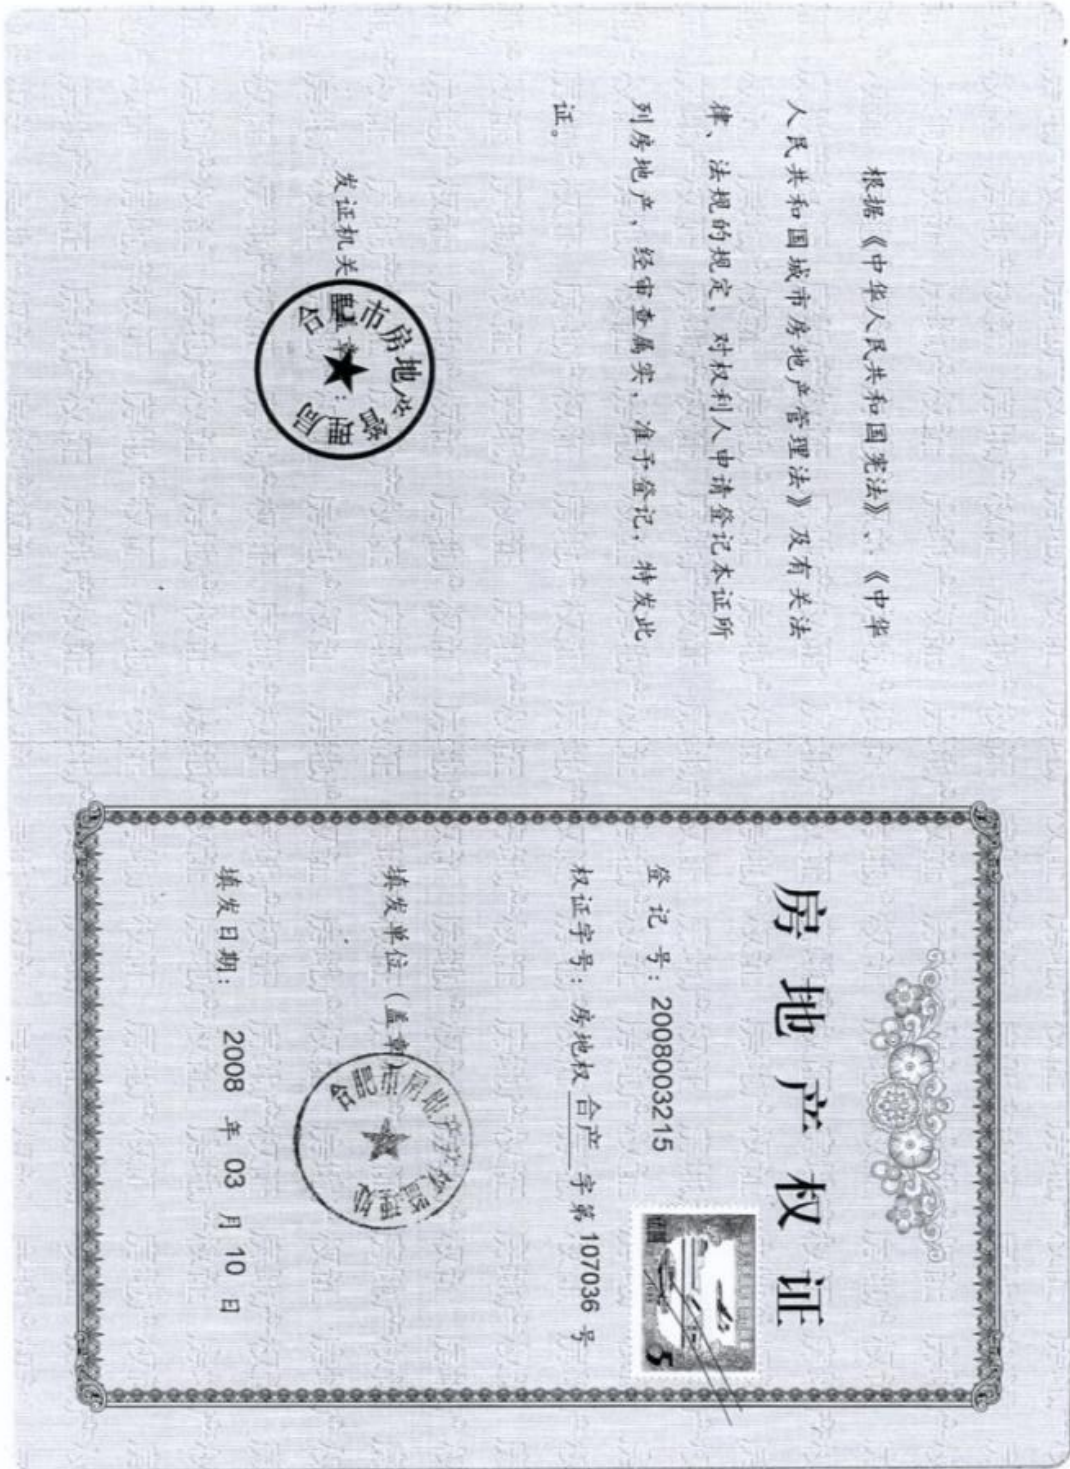 根据《中华人民共和国宪法》、《中华
人民共和国城市房地产管理法》及有关法
律、法规的规定，对权利人申请登记本证所
列房地产，经审查属实，准予登记，特发此
证。
发证机关（盖章）：
合肥市房地产管理局
房地产权证
登记号：2008003215
权证字号：房地权合产字第107036号
5
填发单位（盖章）
合肥市房地产
管理处
填发日期：2008年03月10日